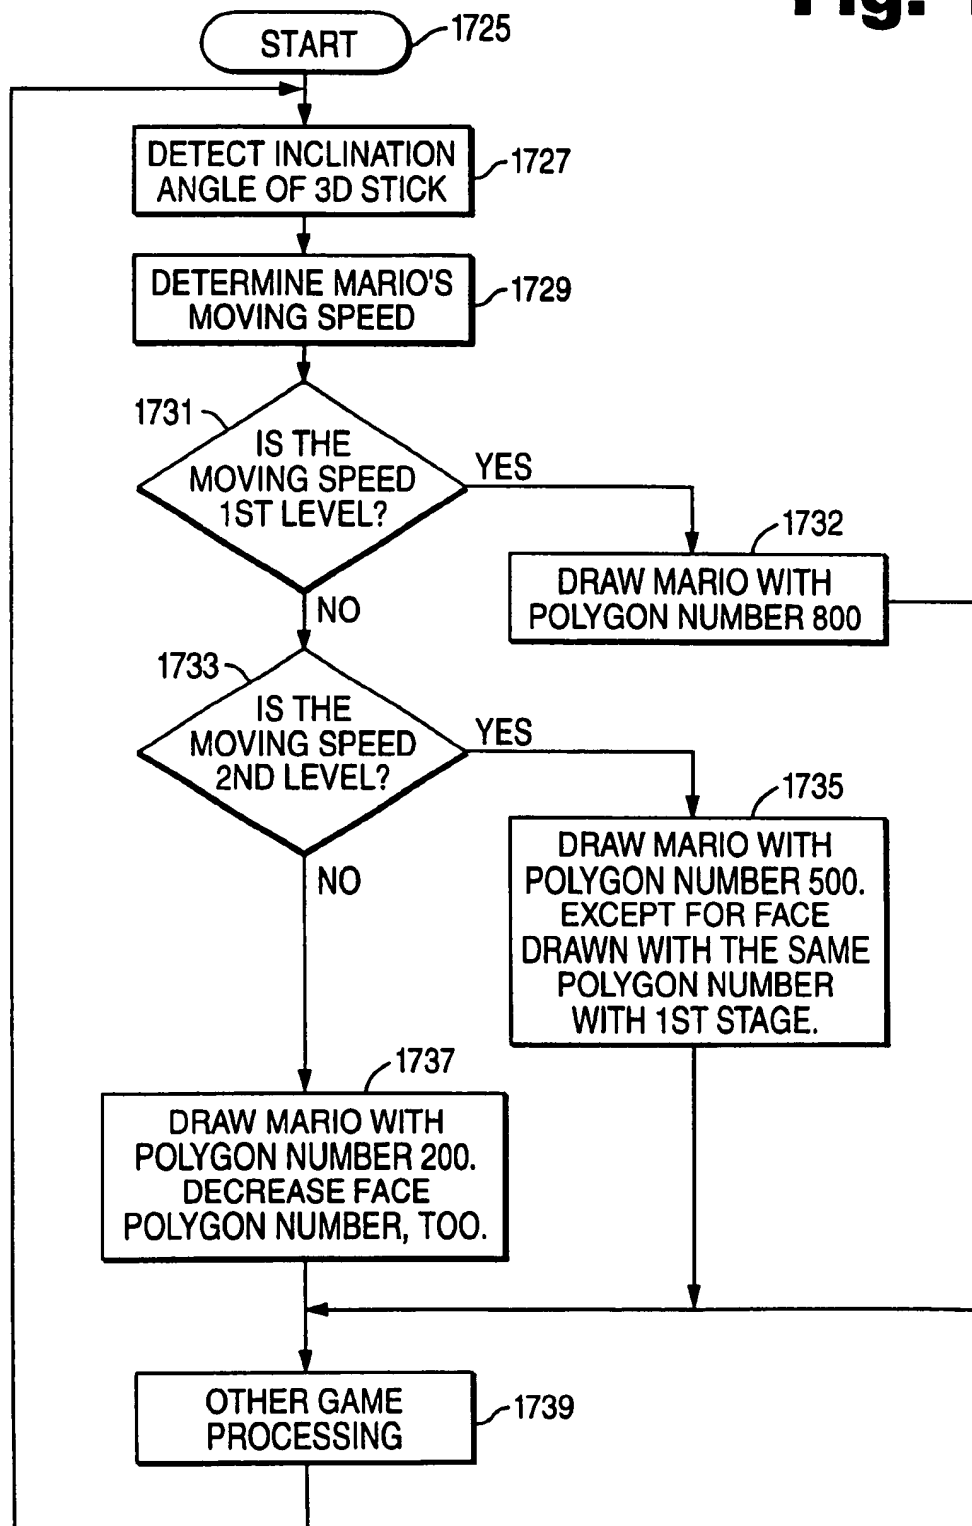 Fig.
START
1725
DETECT INCLINATION
ANGLE OF 3D STICK
1727
DETERMINE MARIO'S
MOVING SPEED
1729
1731
IS THE
MOVING SPEED
1ST LEVEL?
YES
NO
1732
DRAW MARIO WITH
POLYGON NUMBER 800
1733
IS THE
MOVING SPEED
2ND LEVEL?
YES
NO
1735
DRAW MARIO WITH
POLYGON NUMBER 500.
EXCEPT FOR FACE
DRAWN WITH THE SAME
POLYGON NUMBER
WITH 1ST STAGE.
1737
DRAW MARIO WITH
POLYGON NUMBER 200.
DECREASE FACE
POLYGON NUMBER, TOO.
OTHER GAME
PROCESSING
1739